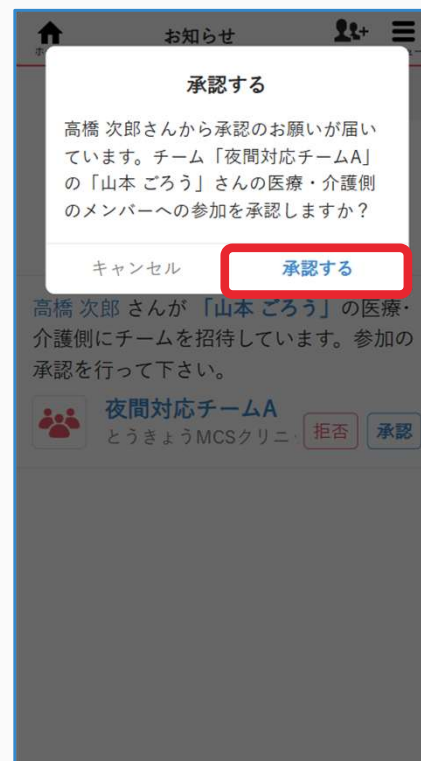 お知らせ
承認する
高橋 次郎さんから承認のお願いが届い
ています。チーム「夜間対応チームA」
の「山本 ごろう」さんの医療・介護側
のメンバーへの参加を承認しますか？
キャンセル 承認する
高橋 次郎 さんが 「山本 ごろう」の医療・
介護側にチームを招待しています。参加の
承認を行って下さい。
夜間対応チームA
とうきょうMCSクリニ 拒否 承認